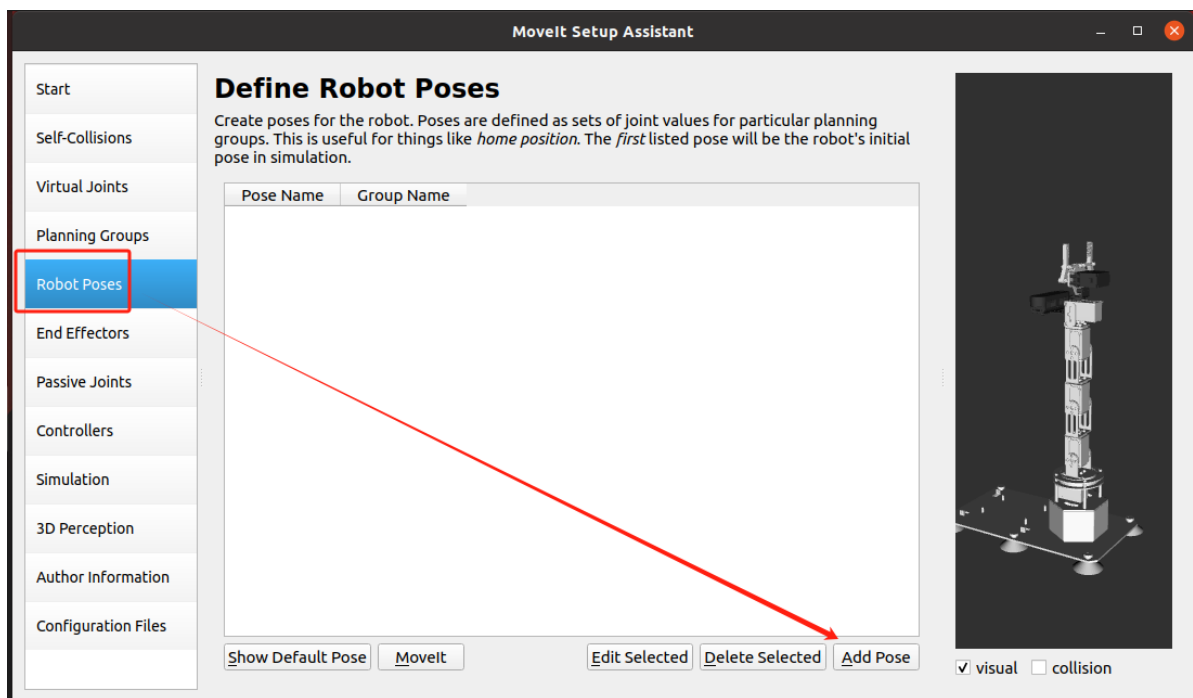 MoveIt Setup Assistant
Start
Self-Collisions
Virtual Joints
Planning Groups
Robot Poses
End Effectors
Passive Joints
Controllers
Simulation
3D Perception
Author Information
Configuration Files
Define Robot Poses
Create poses for the robot. Poses are defined as sets of joint values for particular planning
groups. This is useful for things like home position. The first listed pose will be the robot's initial
pose in simulation.
Pose Name Group Name
Show Default Pose MoveIt Edit Selected Delete Selected Add Pose
visual collision